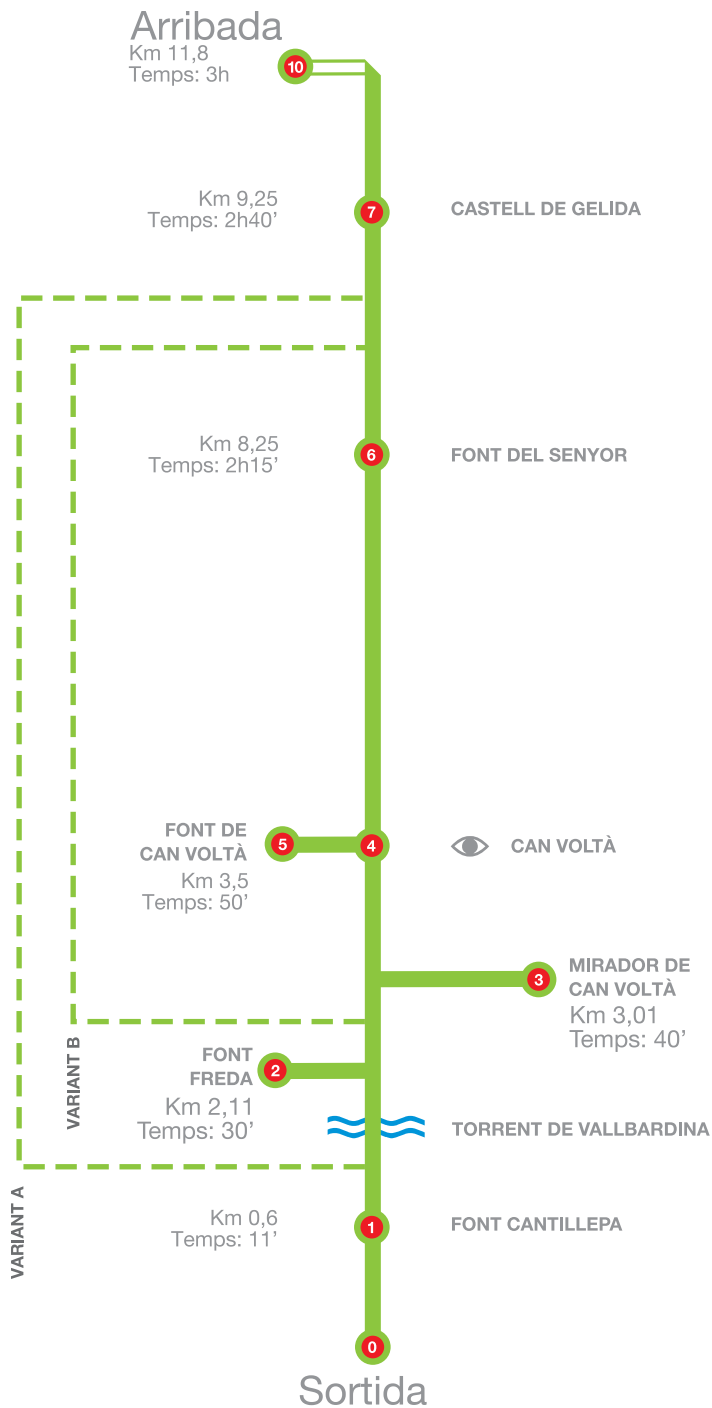 Arribada
Km 11,8
Temps: 3h
10
Km 9,25
Temps: 2h40’
7
CASTELL DE GELIDA
Km 8,25
Temps: 2h15’
6
FONT DEL SENYOR
FONT DE
CAN VOLTÀ
Km 3,5
Temps: 50’
5
4
CAN VOLTÀ
3
MIRADOR DE
CAN VOLTÀ
Km 3,01
Temps: 40’
VARIANT B
FONT
FREDA
Km 2,11
Temps: 30’
2
TORRENT DE VALLBARDINA
VARIANT A
Km 0,6
Temps: 11’
1
FONT CANTILLEPA
0
Sortida